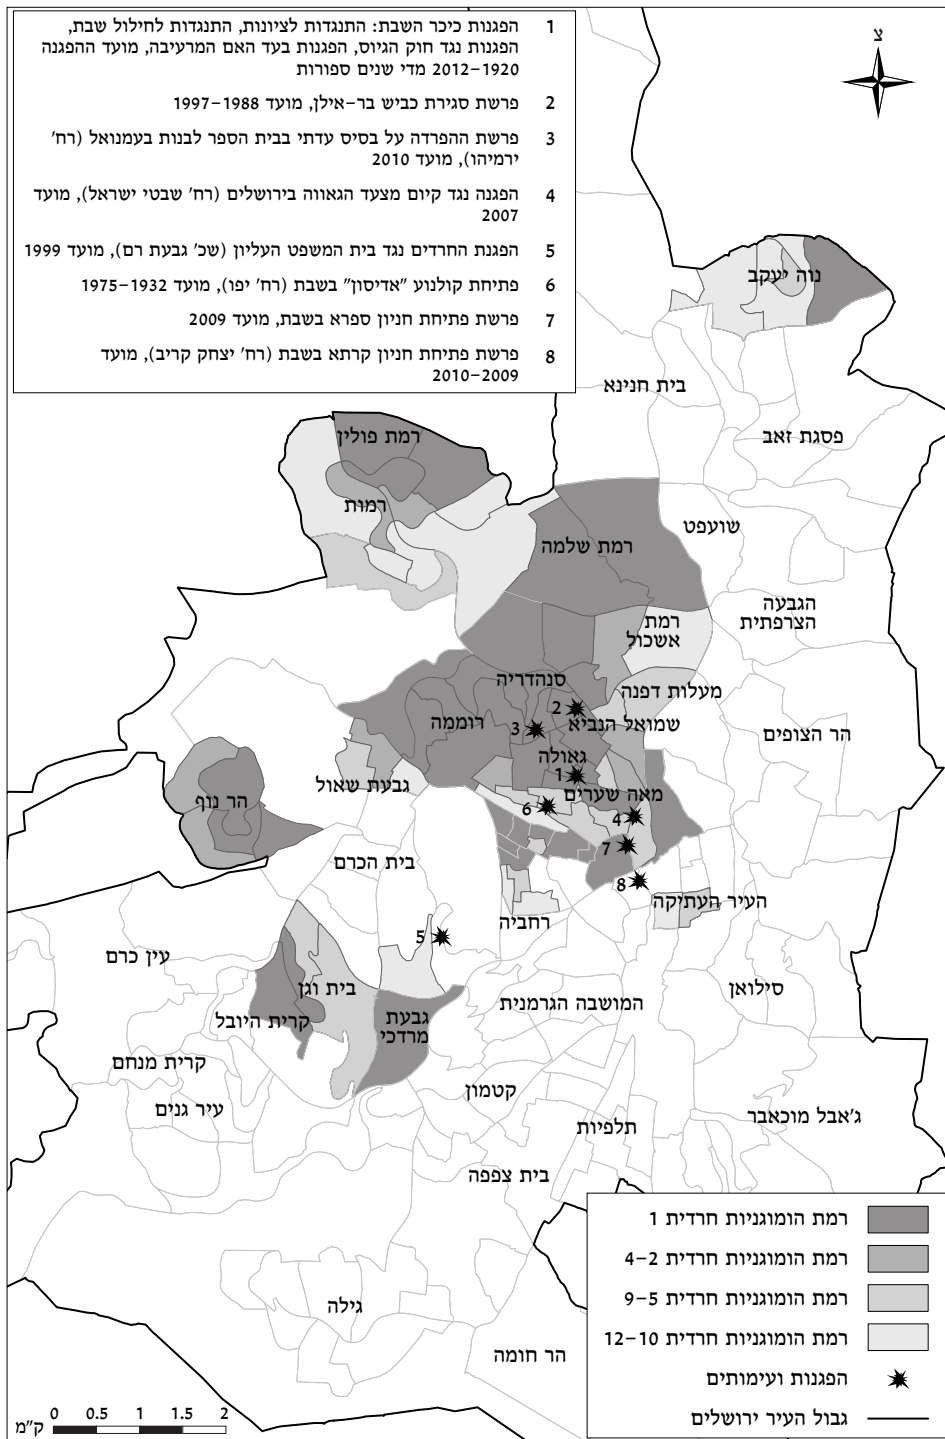 1 הפגנות כיכר השבת: התנגדות לציונות, התנגדות לחילול שבת,
הפגנות נגד חוק הגיוס, הפגנות בעד האם המרעיבה, מועד ההפגנה
2012–1920 מדי שנים ספורות
2 פרשת סגירת כביש בר–אילן, מועד 1988–1997
3 פרשת ההפרדה על בסיס עדתי בבית הספר לבנות בעמנואל (רח'
ירמיהו), מועד 2010
4 הפגנה נגד קיום מצעד הגאווה בירושלים (רח' שבטי ישראל), מועד
2007
5 הפגנת החרדים נגד בית המשפט העליון (שכ' גבעת רם), מועד 1999
6 פתיחת קולנוע "אדיסון" בשבת (רח' יפו), מועד 1932–1975
7 פרשת פתיחת חניון ספרא בשבת, מועד 2009
8 פרשת פתיחת חניון קרתא בשבת (רח' יצחק קריב), מועד
2010–2009
צ
נוה יעקב
בית חנינא
פסגת זאב
רמת פולין
רמות
שועפט
רמת שלמה
הגבעה
הצרפתית
רמת
אשכול
סנהדריה
מעלות דפנה
2
שמואל הנביא
רוממה
3
הר הצופים
גאולה
1
גבעת שאול
מאה שערים
הר נוף
6
4
7
בית הכרם
8
העיר העתיקה
רחביה
5
עין כרם
בית וגן
סילואן
המושבה הגרמנית
קרית היובל
גבעת
מרדכי
קרית מנחם
קטמון
עיר גנים
תלפיות
ג'אבל מוכאבר
בית צפפה
גילה
הר חומה
רמת הומוגניות חרדית 1
רמת הומוגניות חרדית 2–4
רמת הומוגניות חרדית 5–9
רמת הומוגניות חרדית 10–12
הפגנות ועימותים
גבול העיר ירושלים
0 0.5 1 1.5 2 ק"מ